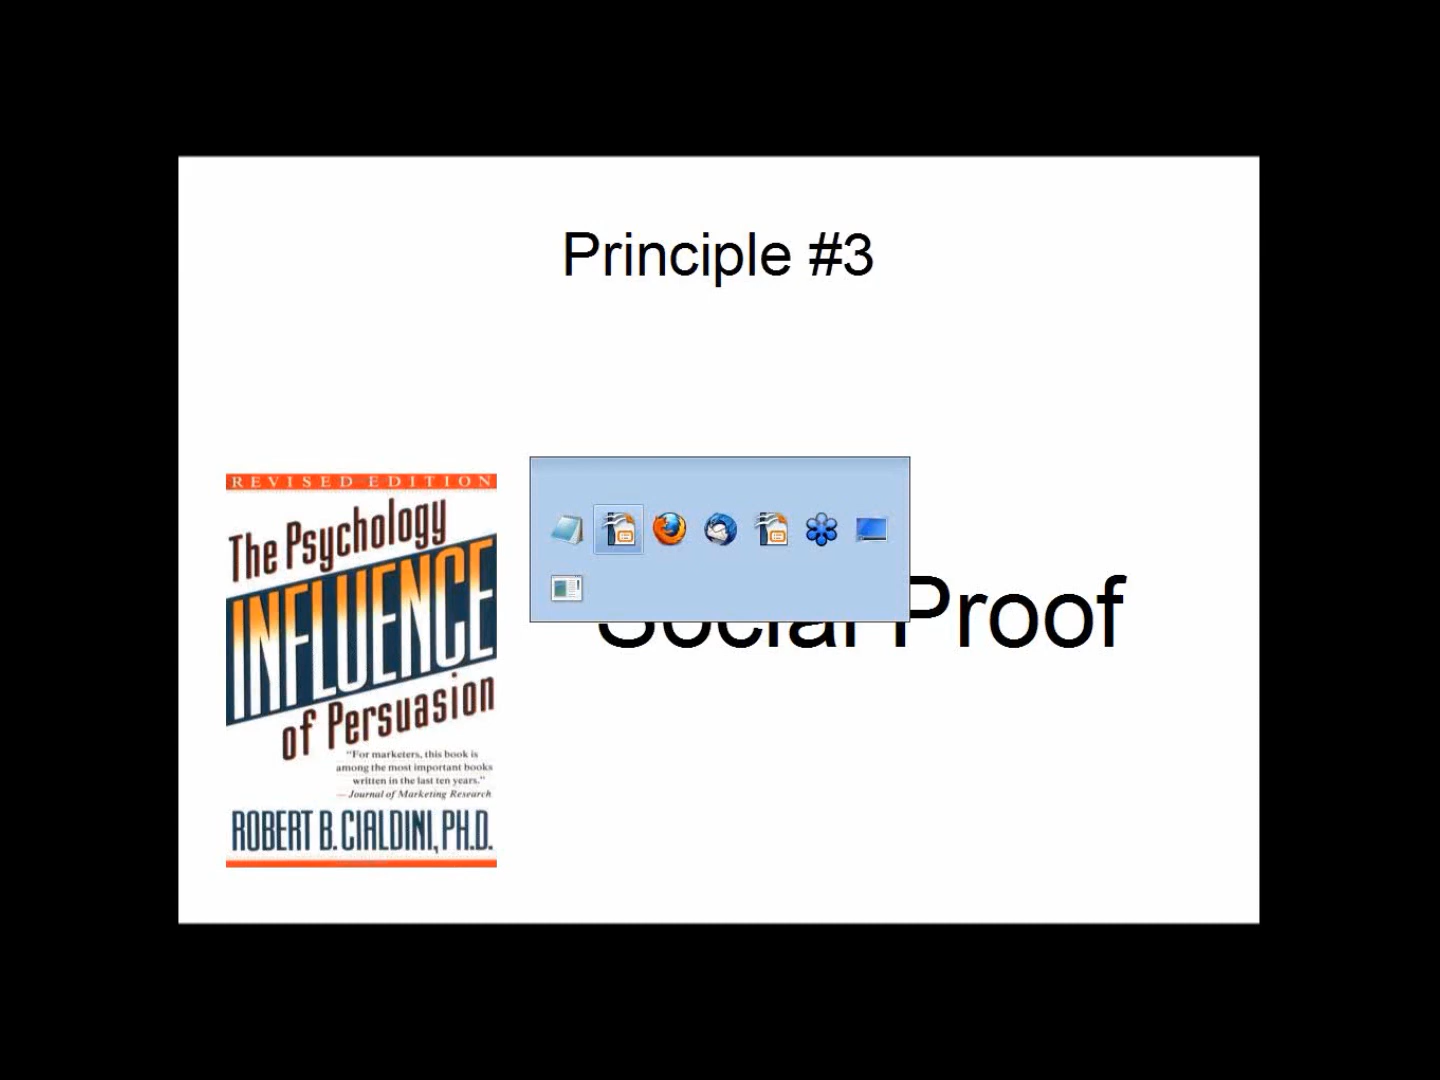 Principle #3
REVISED EDITION
The Psychology
INFLUENCE
of Persuasion
"For marketers, this book is
among the most important books
written in the last ten years."
— Journal of Marketing Research
ROBERT B. CIALDINI, PH.D.
Social Proof